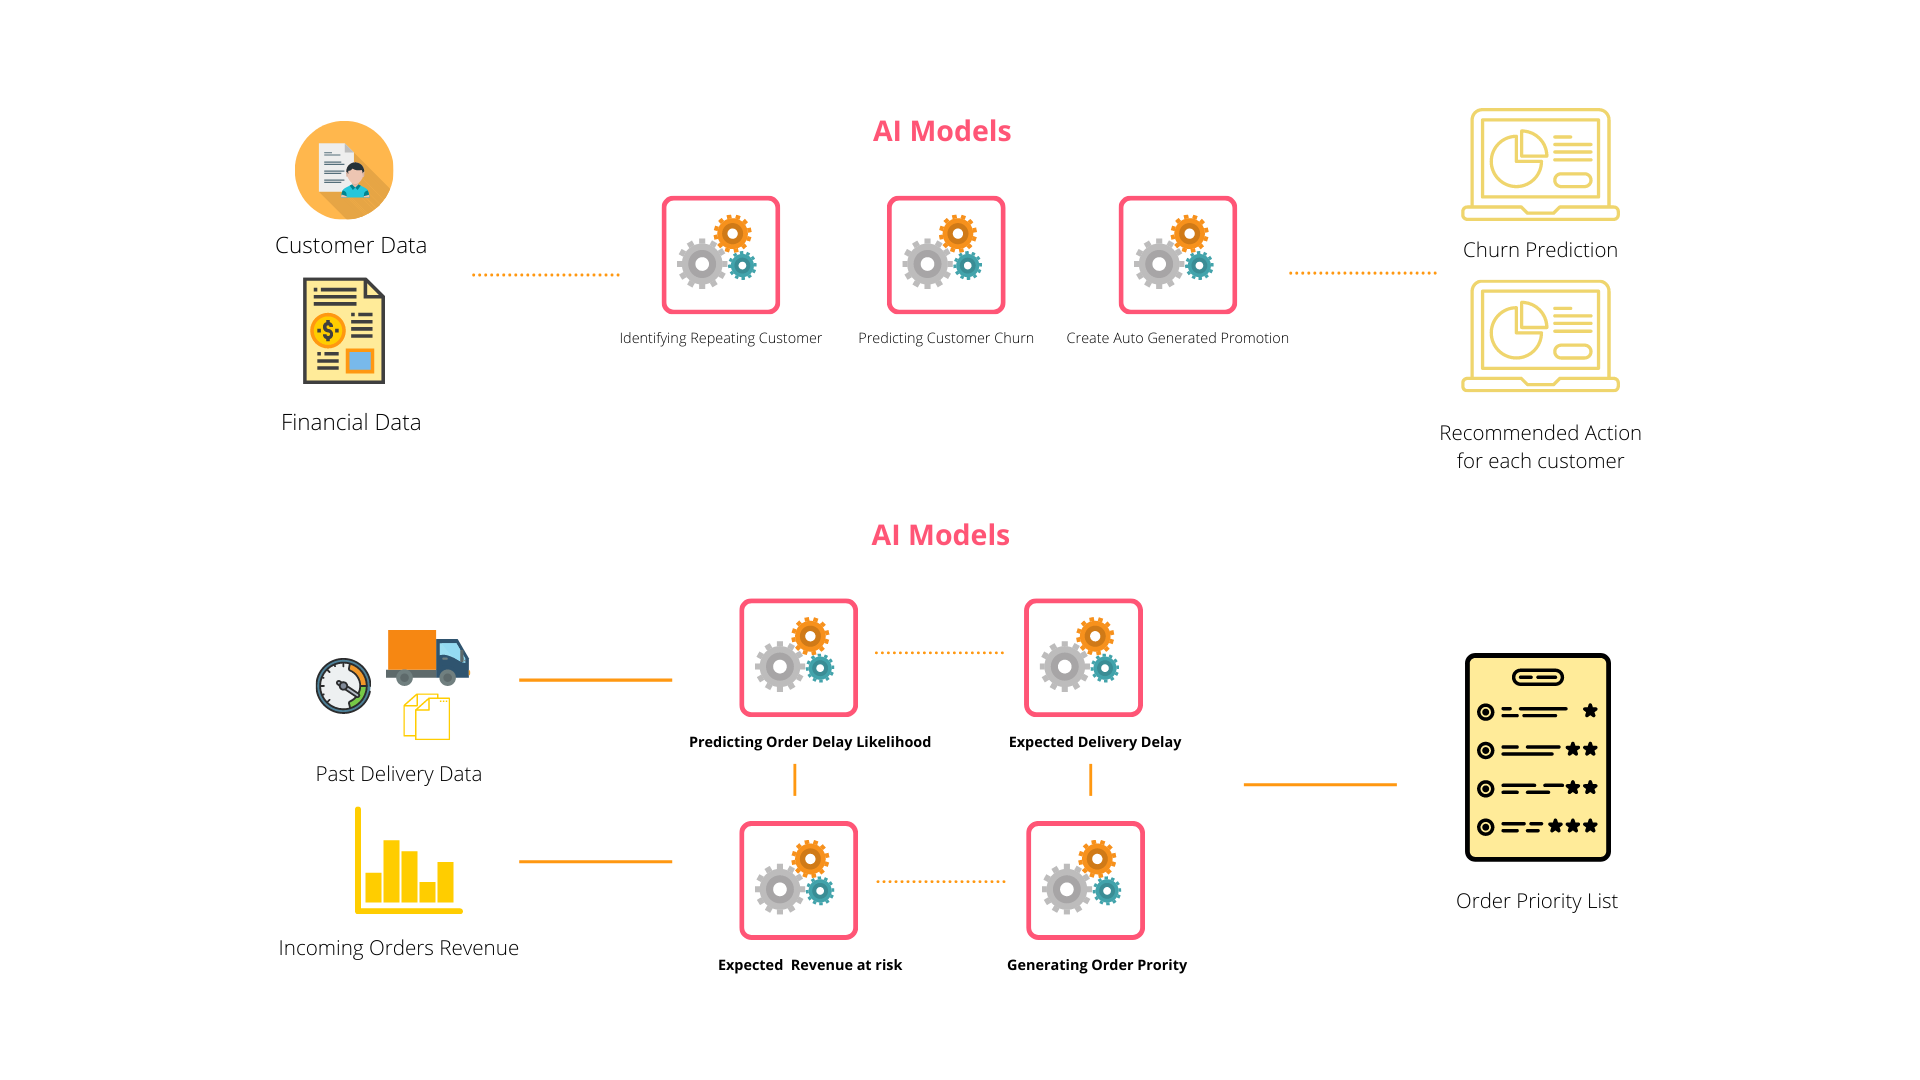 AI Models
Customer Data
Financial Data
Identifying Repeating Customer
Predicting Customer Churn
Create Auto Generated Promotion
Churn Prediction
Recommended Action
for each customer
AI Models
Past Delivery Data
Incoming Orders Revenue
Predicting Order Delay Likelihood
Expected Delivery Delay
Expected  Revenue at risk
Generating Order Prority
Order Priority List